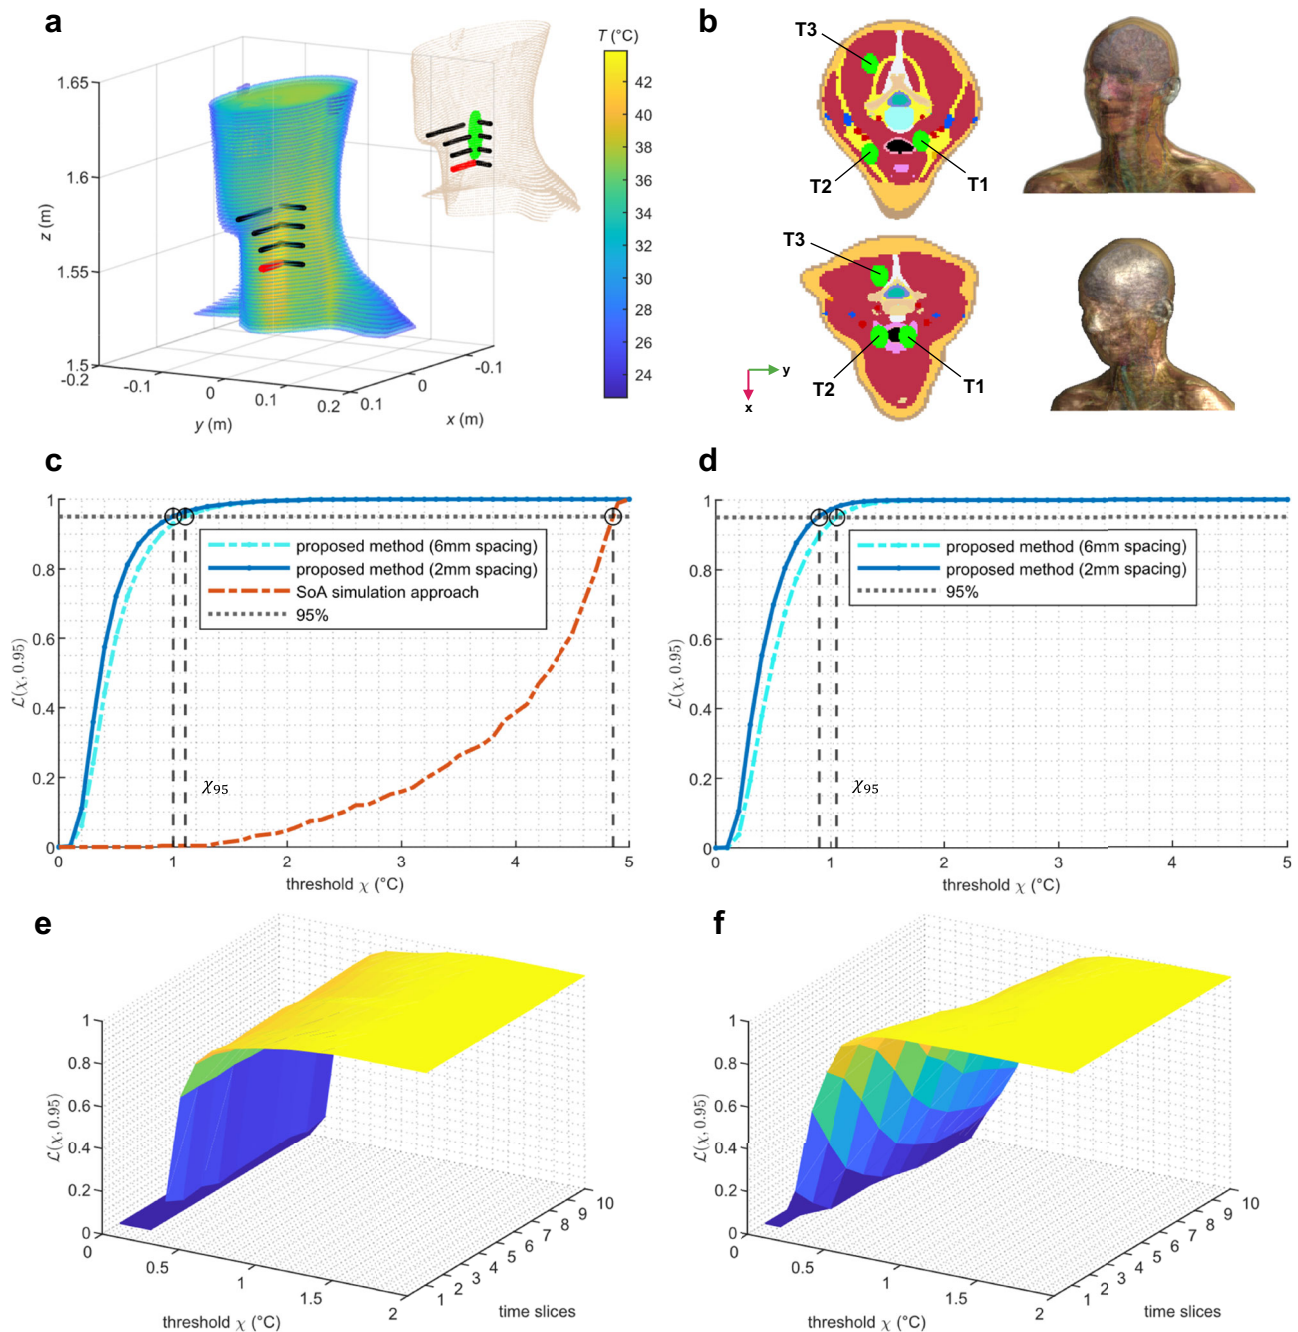 a
T (°C)
1.65
1.6
1.55
1.5
z (m)
-0.2
-0.1
0
0.1
0.2
y (m)
0.1
0
-0.1
x (m)
42
40
38
36
34
32
30
28
26
24
b
T3
T2
T1
T3
T2
T1
y
x
c
1
0.8
0.6
0.4
0.2
0
ℒ(χ, 0.95)
proposed method (6mm spacing)
proposed method (2mm spacing)
SoA simulation approach
95%
χ95
0 1 2 3 4 5
threshold χ (°C)
d
1
0.8
0.6
0.4
0.2
0
ℒ(χ, 0.95)
proposed method (6mm spacing)
proposed method (2mm spacing)
95%
χ95
0 1 2 3 4 5
threshold χ (°C)
e
1
0.8
0.6
0.4
0.2
0
ℒ(χ, 0.95)
0
0.5
1
1.5
2
threshold χ (°C)
1 2 3 4 5 6 7 8 9 10
time slices
f
1
0.8
0.6
0.4
0.2
0
ℒ(χ, 0.95)
0
0.5
1
1.5
2
threshold χ (°C)
1 2 3 4 5 6 7 8 9 10
time slices